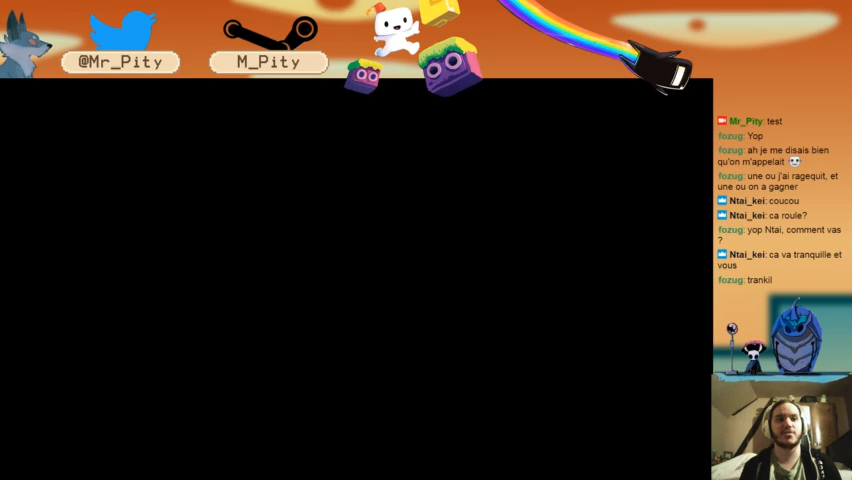 @Mr_Pity
M_Pity
Mr_Pity: test
fozug: Yop
fozug: ah je me disais bien
qu'on m'appelait
fozug: une ou j'ai ragequit, et
une ou on a gagner
Ntai_kei: coucou
Ntai_kei: ca roule?
fozug: yop Ntai, comment vas
?
Ntai_kei: ca va tranquille et
vous
fozug: trankil